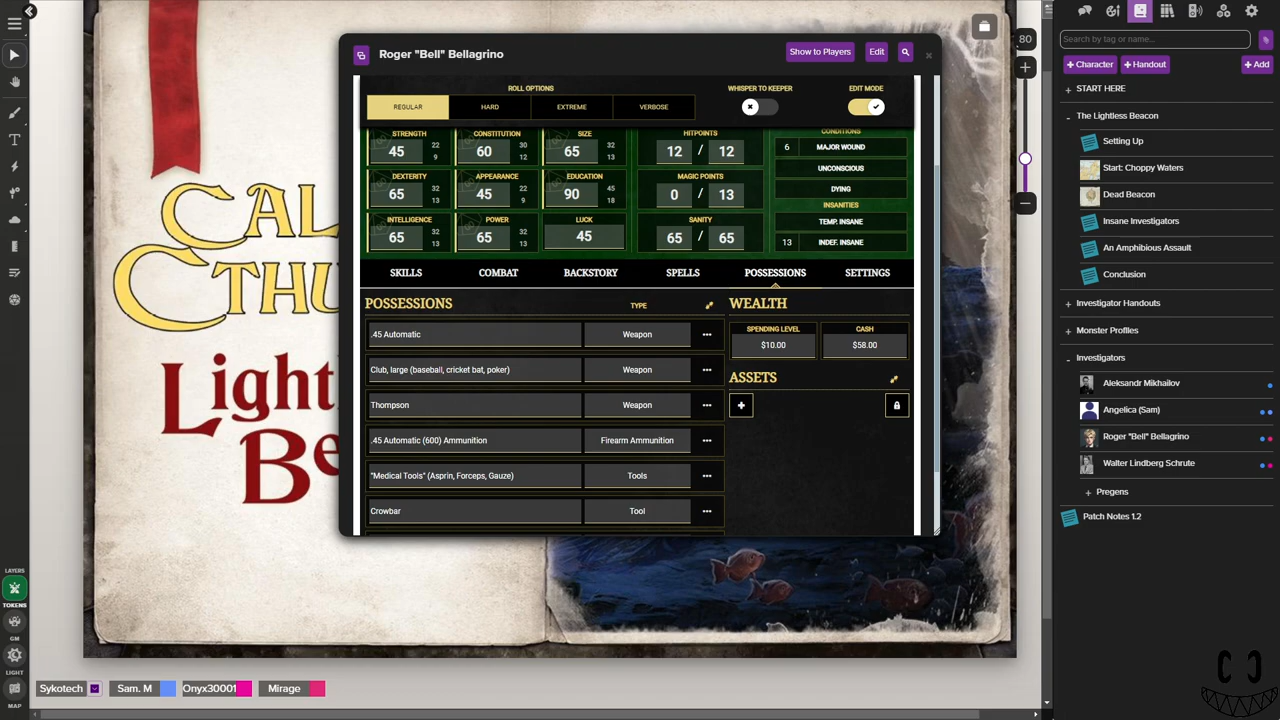 Roger "Bell" Bellagrino
Show to Players
Edit
ROLL OPTIONS
WHISPER TO KEEPER
EDIT MODE
REGULAR
HARD
EXTREME
VERBOSE
STRENGTH
45
22
9
CONSTITUTION
60
30
12
SIZE
65
32
13
HITPOINTS
12 / 12
CONDITIONS
6 MAJOR WOUND
UNCONSCIOUS
DYING
DEXTERITY
65
32
13
APPEARANCE
45
22
9
EDUCATION
90
45
18
MAGIC POINTS
0 / 13
INSANITIES
TEMP. INSANE
13 INDEF. INSANE
INTELLIGENCE
65
32
13
POWER
65
32
13
LUCK
45
SANITY
65 / 65
SKILLS
COMBAT
BACKSTORY
SPELLS
POSSESSIONS
SETTINGS
POSSESSIONS
TYPE
.45 Automatic
Weapon
Club, large (baseball, cricket bat, poker)
Weapon
Thompson
Weapon
.45 Automatic (600) Ammunition
Firearm Ammunition
"Medical Tools" (Asprin, Forceps, Gauze)
Tools
Crowbar
Tool
WEALTH
SPENDING LEVEL
$10.00
CASH
$58.00
ASSETS
CAL
CTHU
Light
Be
LAYERS
TOKENS
GM
LIGHT
MAP
Sykotech
Sam. M
Onyx30001
Mirage
80
Search by tag or name...
+ Character
+ Handout
+ Add
+ START HERE
- The Lightless Beacon
Setting Up
Start: Choppy Waters
Dead Beacon
Insane Investigators
An Amphibious Assault
Conclusion
+ Investigator Handouts
+ Monster Profiles
- Investigators
Aleksandr Mikhailov
Angelica (Sam)
Roger "Bell" Bellagrino
Walter Lindberg Schrute
+ Pregens
Patch Notes 1.2